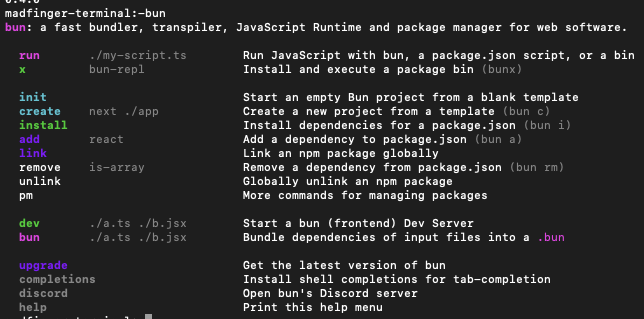 0.4.0
madfinger-terminal:~bun
bun: a fast bundler, transpiler, JavaScript Runtime and package manager for web software.
run ./my-script.ts Run JavaScript with bun, a package.json script, or a bin
x bun-repl Install and execute a package bin (bunx)
init Start an empty Bun project from a blank template
create next ./app Create a new project from a template (bun c)
install Install dependencies for a package.json (bun i)
add react Add a dependency to package.json (bun a)
link Link an npm package globally
remove is-array Remove a dependency from package.json (bun rm)
unlink Globally unlink an npm package
pm More commands for managing packages
dev ./a.ts ./b.jsx Start a bun (frontend) Dev Server
bun ./a.ts ./b.jsx Bundle dependencies of input files into a .bun
upgrade Get the latest version of bun
completions Install shell completions for tab-completion
discord Open bun's Discord server
help Print this help menu